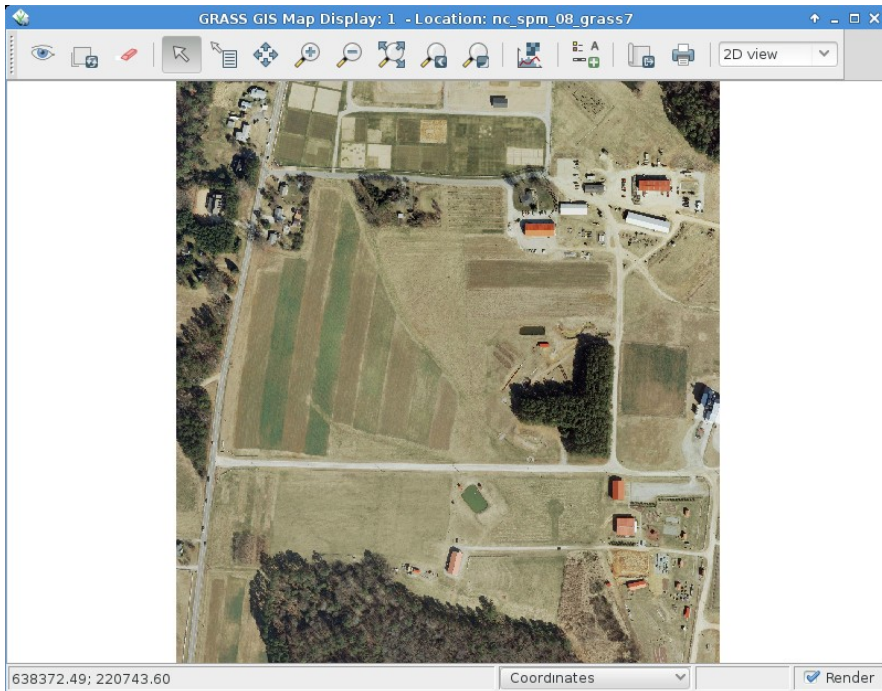 GRASS GIS Map Display: 1 - Location: nc_spm_08_grass7
2D view
638372.49; 220743.60
Coordinates
Render